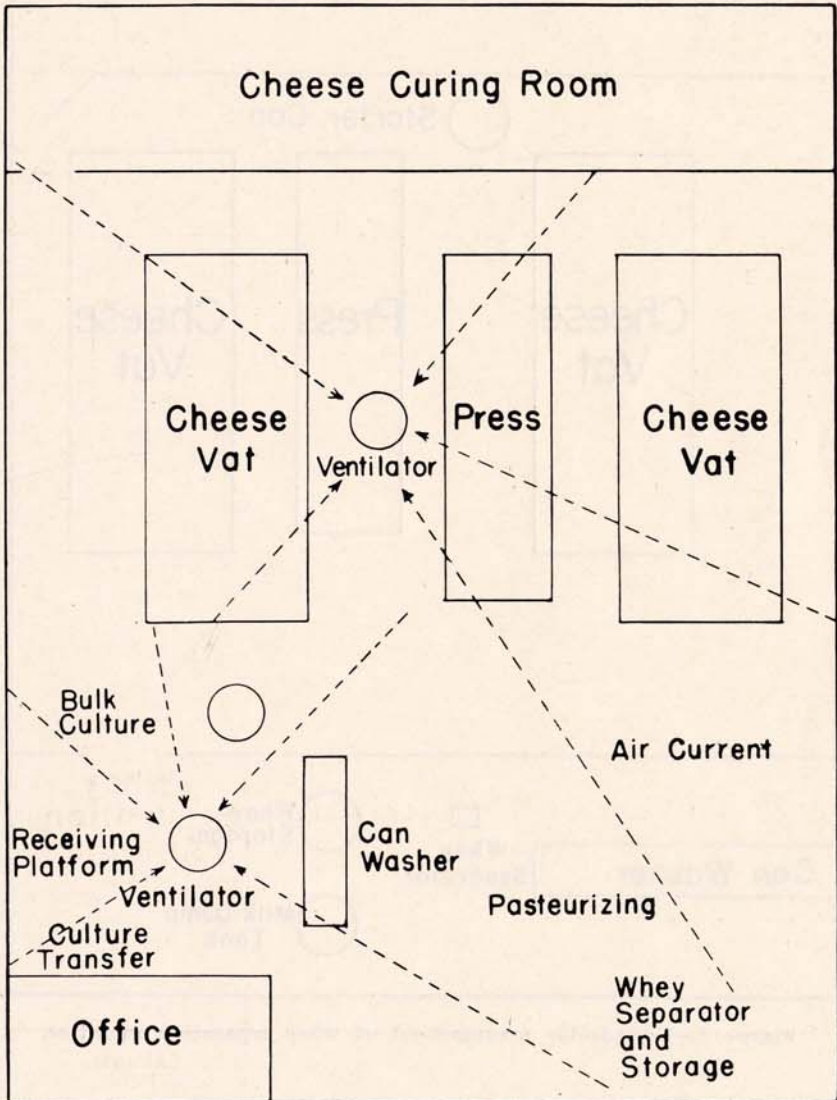 Cheese Curing Room
Cheese
Vat
Ventilator
Press
Cheese
Vat
Bulk
Culture
Air Current
Receiving
Platform
Ventilator
Can
Washer
Pasteurizing
Culture
Transfer
Office
Whey
Separator
and
Storage